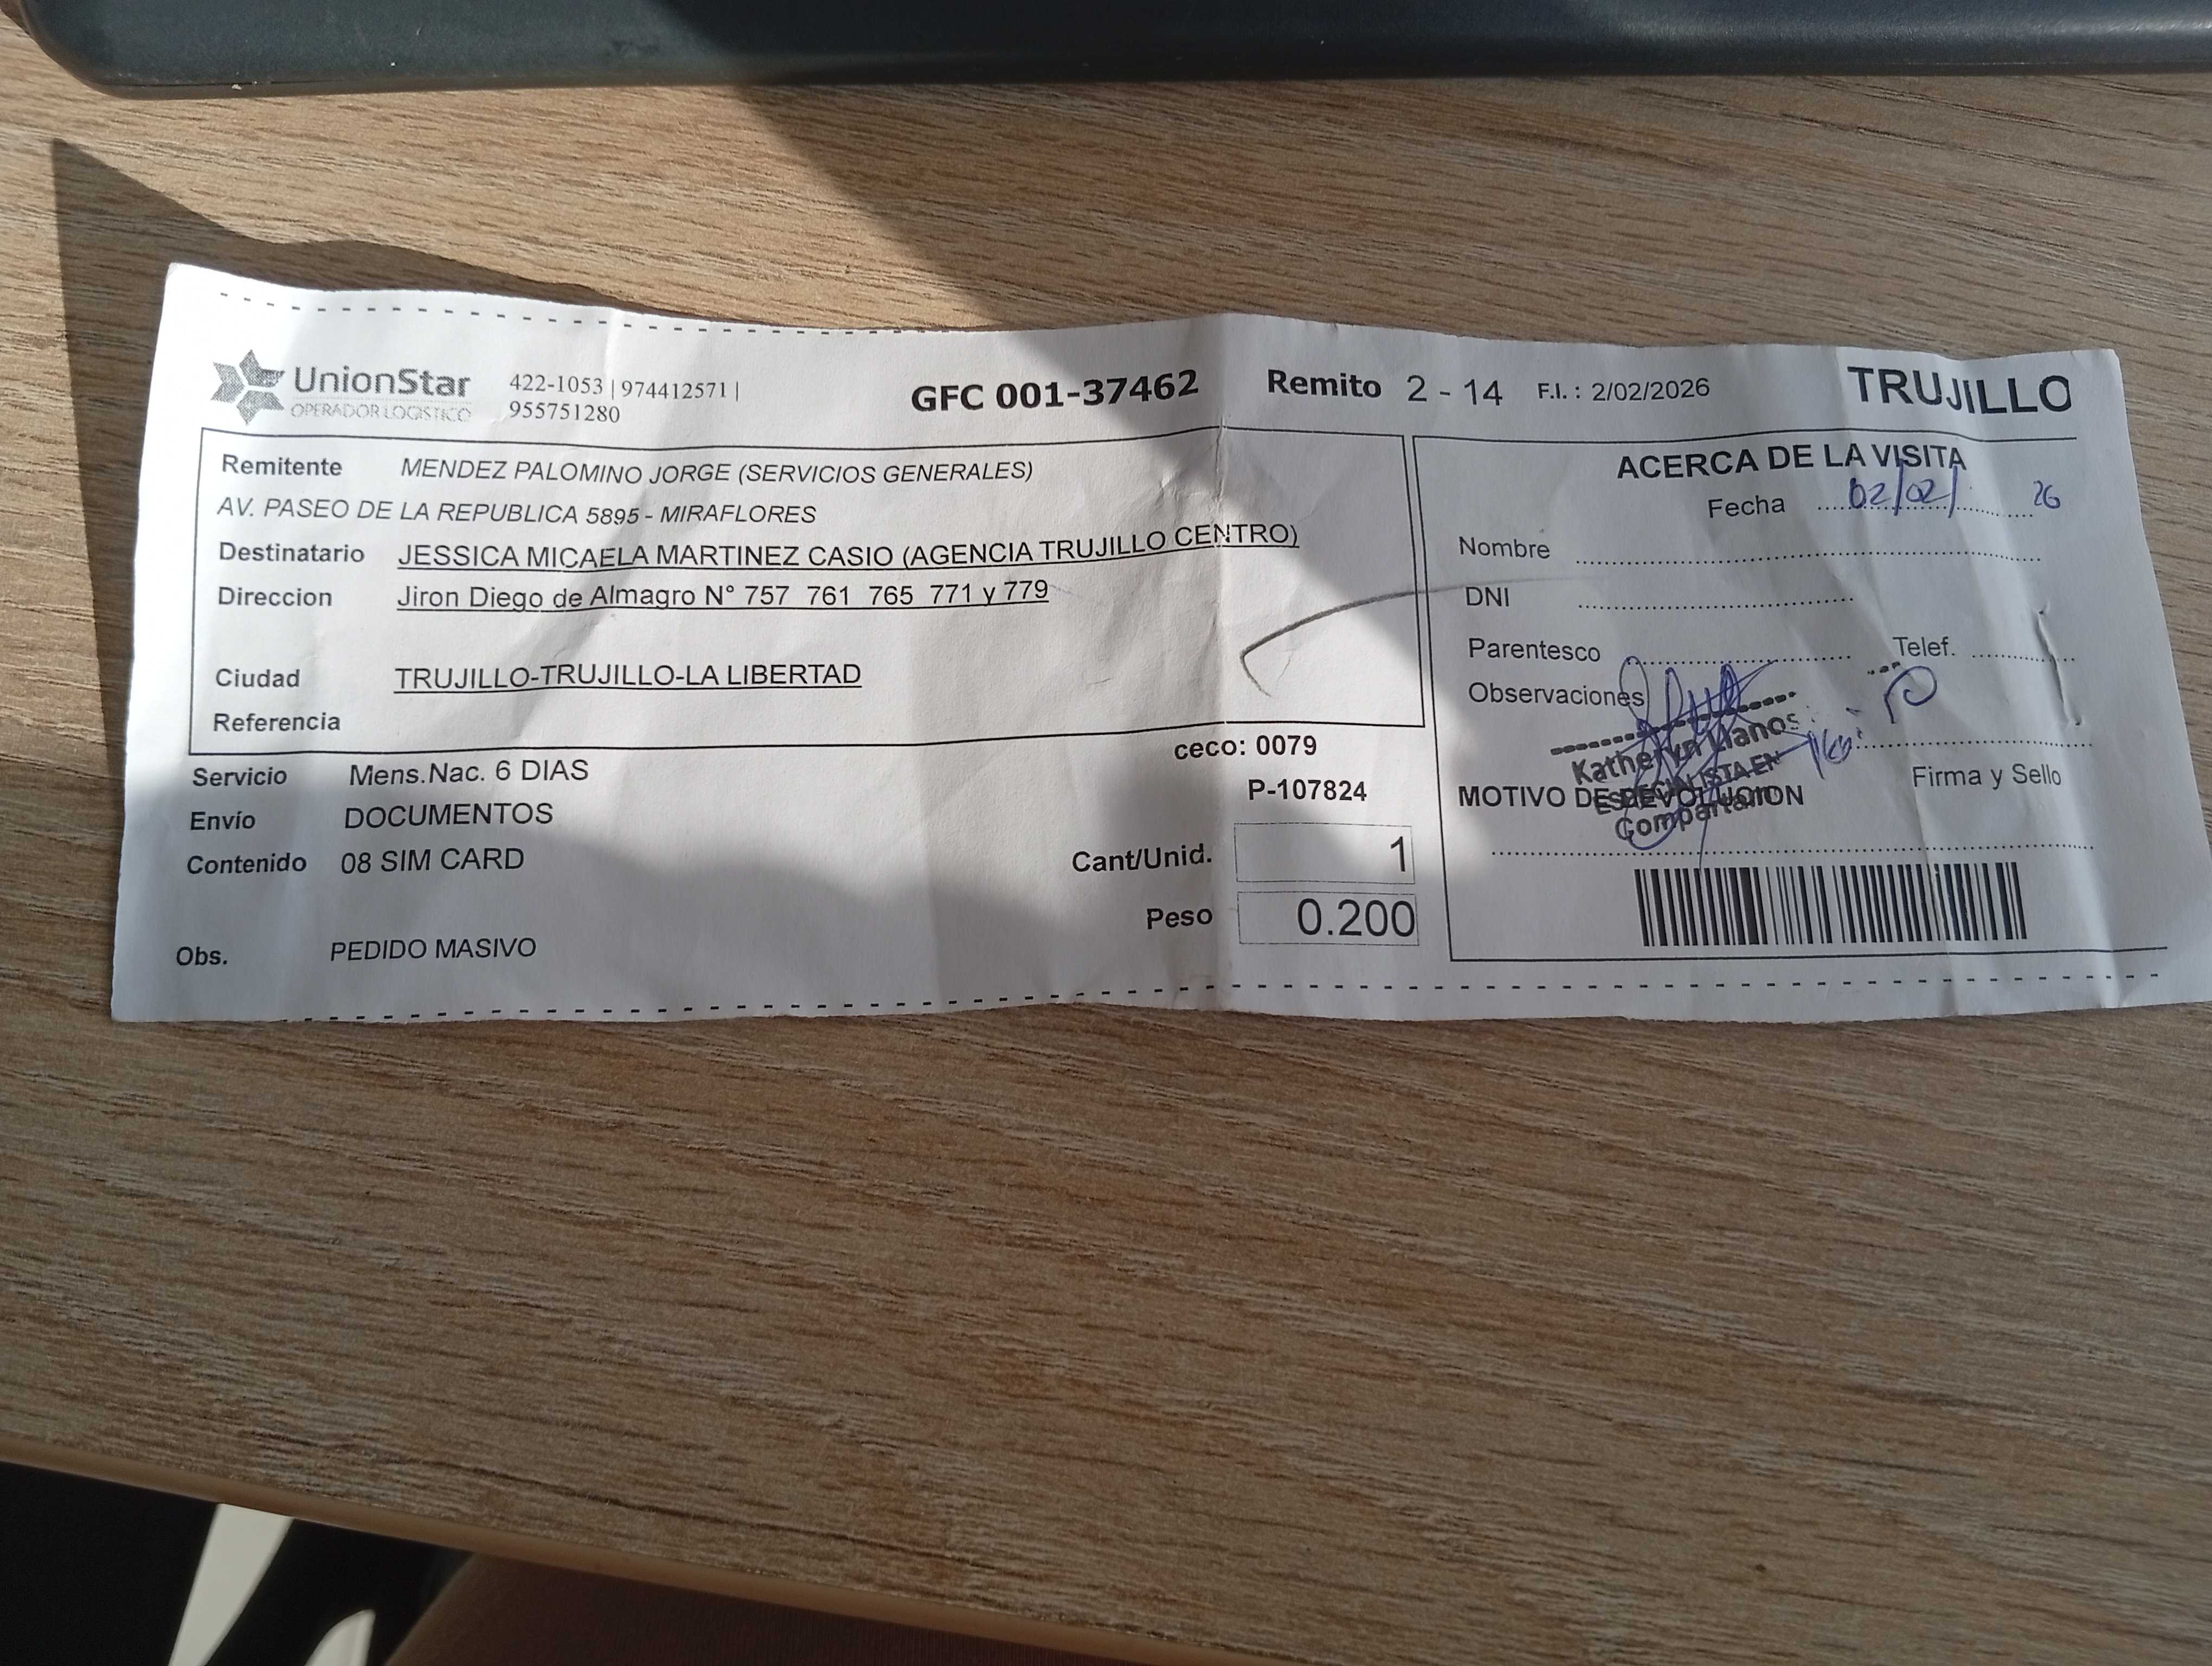 UnionStar
OPERADOR LOGISTICO
422-1053 | 974412571 |
955751280
GFC 001-37462
Remito 2 - 14
F.I. : 2/02/2026
TRUJILLO
Remitente MENDEZ PALOMINO JORGE (SERVICIOS GENERALES)
AV. PASEO DE LA REPUBLICA 5895 - MIRAFLORES
Destinatario JESSICA MICAELA MARTINEZ CASIO (AGENCIA TRUJILLO CENTRO)
Direccion Jiron Diego de Almagro N° 757 761 765 771 y 779
Ciudad TRUJILLO-TRUJILLO-LA LIBERTAD
Referencia
ceco: 0079
Servicio Mens.Nac. 6 DIAS
P-107824
Envío DOCUMENTOS
Contenido 08 SIM CARD
Cant/Unid. 1
Peso 0.200
Obs. PEDIDO MASIVO
ACERCA DE LA VISITA
Fecha 02/02/ 26
Nombre
DNI
Parentesco Telef.
Observaciones
Katheryn Llanos
ESPECIALISTA EN
Compartamos
Firma y Sello
MOTIVO DE DEVOLUCION